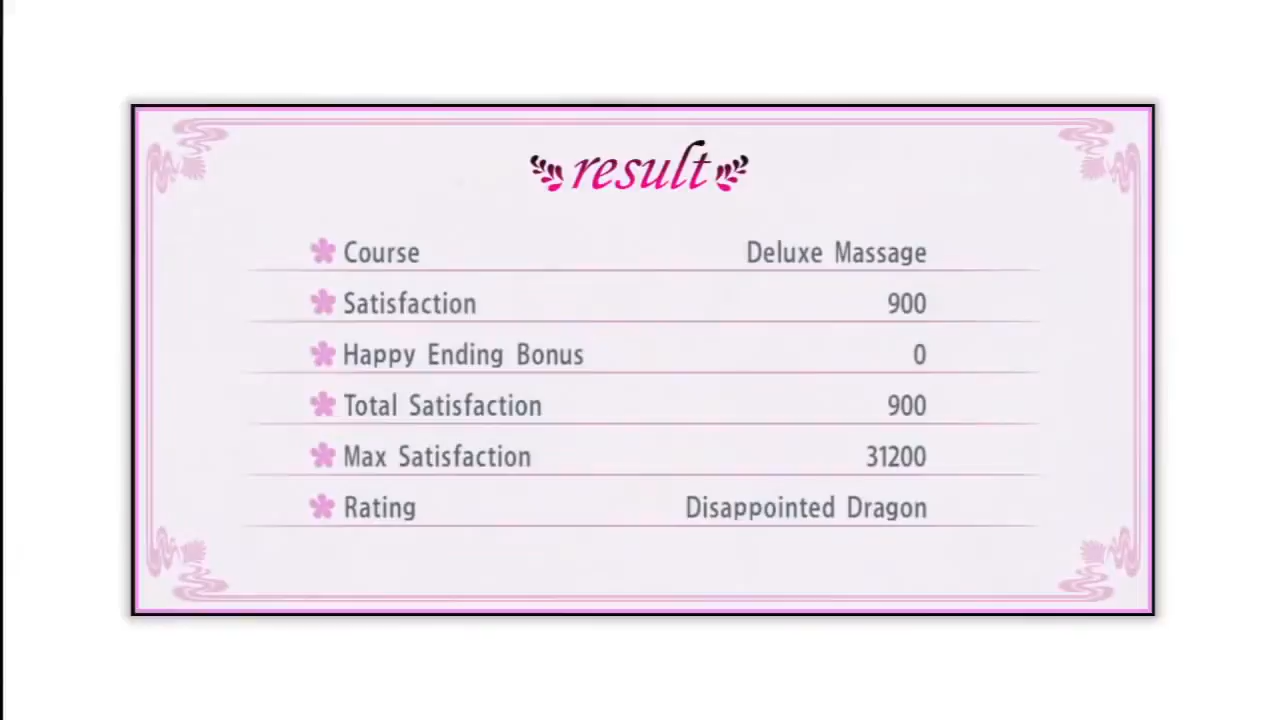 result
Course Deluxe Massage
Satisfaction 900
Happy Ending Bonus 0
Total Satisfaction 900
Max Satisfaction 31200
Rating Disappointed Dragon